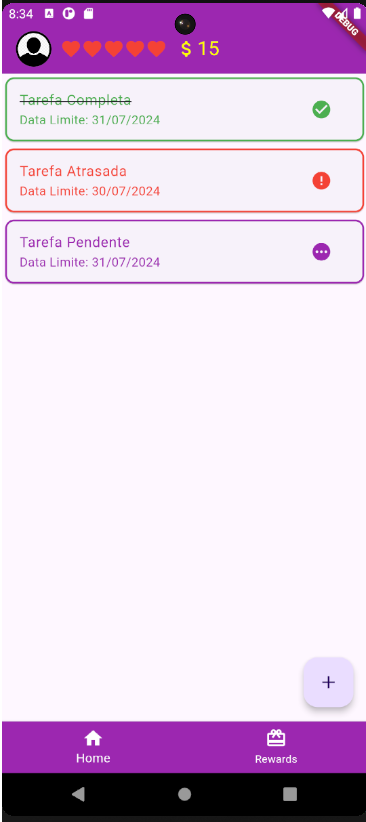 8:34
DEBUG
$ 15
Tarefa Completa
Data Limite: 31/07/2024
Tarefa Atrasada
Data Limite: 30/07/2024
Tarefa Pendente
Data Limite: 31/07/2024
+
Home
Rewards